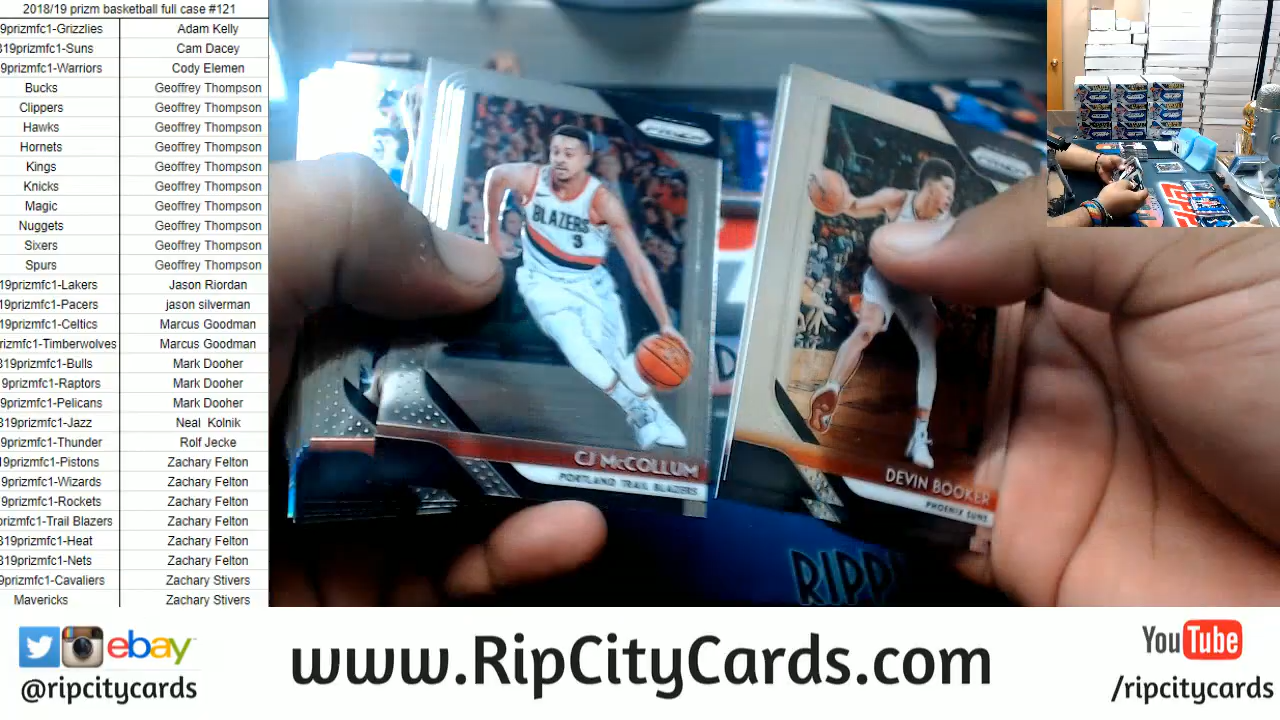 2018/19 prizm basketball full case #121
9prizmfc1-Grizzlies Adam Kelly
819prizmfc1-Suns Cam Dacey
9prizmfc1-Warriors Cody Elemen
Bucks Geoffrey Thompson
Clippers Geoffrey Thompson
Hawks Geoffrey Thompson
Hornets Geoffrey Thompson
Kings Geoffrey Thompson
Knicks Geoffrey Thompson
Magic Geoffrey Thompson
Nuggets Geoffrey Thompson
Sixers Geoffrey Thompson
Spurs Geoffrey Thompson
19prizmfc1-Lakers Jason Riordan
19prizmfc1-Pacers jason silverman
19prizmfc1-Celtics Marcus Goodman
rizmfc1-Timberwolves Marcus Goodman
819prizmfc1-Bulls Mark Dooher
9prizmfc1-Raptors Mark Dooher
9prizmfc1-Pelicans Mark Dooher
319prizmfc1-Jazz Neal Kolnik
19prizmfc1-Thunder Rolf Jecke
19prizmfc1-Pistons Zachary Felton
9prizmfc1-Wizards Zachary Felton
9prizmfc1-Rockets Zachary Felton
prizmfc1-Trail Blazers Zachary Felton
819prizmfc1-Heat Zachary Felton
819prizmfc1-Nets Zachary Felton
9prizmfc1-Cavaliers Zachary Stivers
Mavericks Zachary Stivers
PRIZM
BLAZERS
3
CJ McCOLLUM
PORTLAND TRAIL BLAZERS
PRIZM
DEVIN BOOKER
PHOENIX SUNS
RIPP
ebay
@ripcitycards
www.RipCityCards.com
YouTube
/ripcitycards